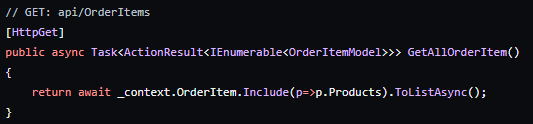 // GET: api/OrderItems
[HttpGet]
public async Task<ActionResult<IEnumerable<OrderItemModel>>> GetAllOrderItem()
{
    return await _context.OrderItem.Include(p=>p.Products).ToListAsync();
}